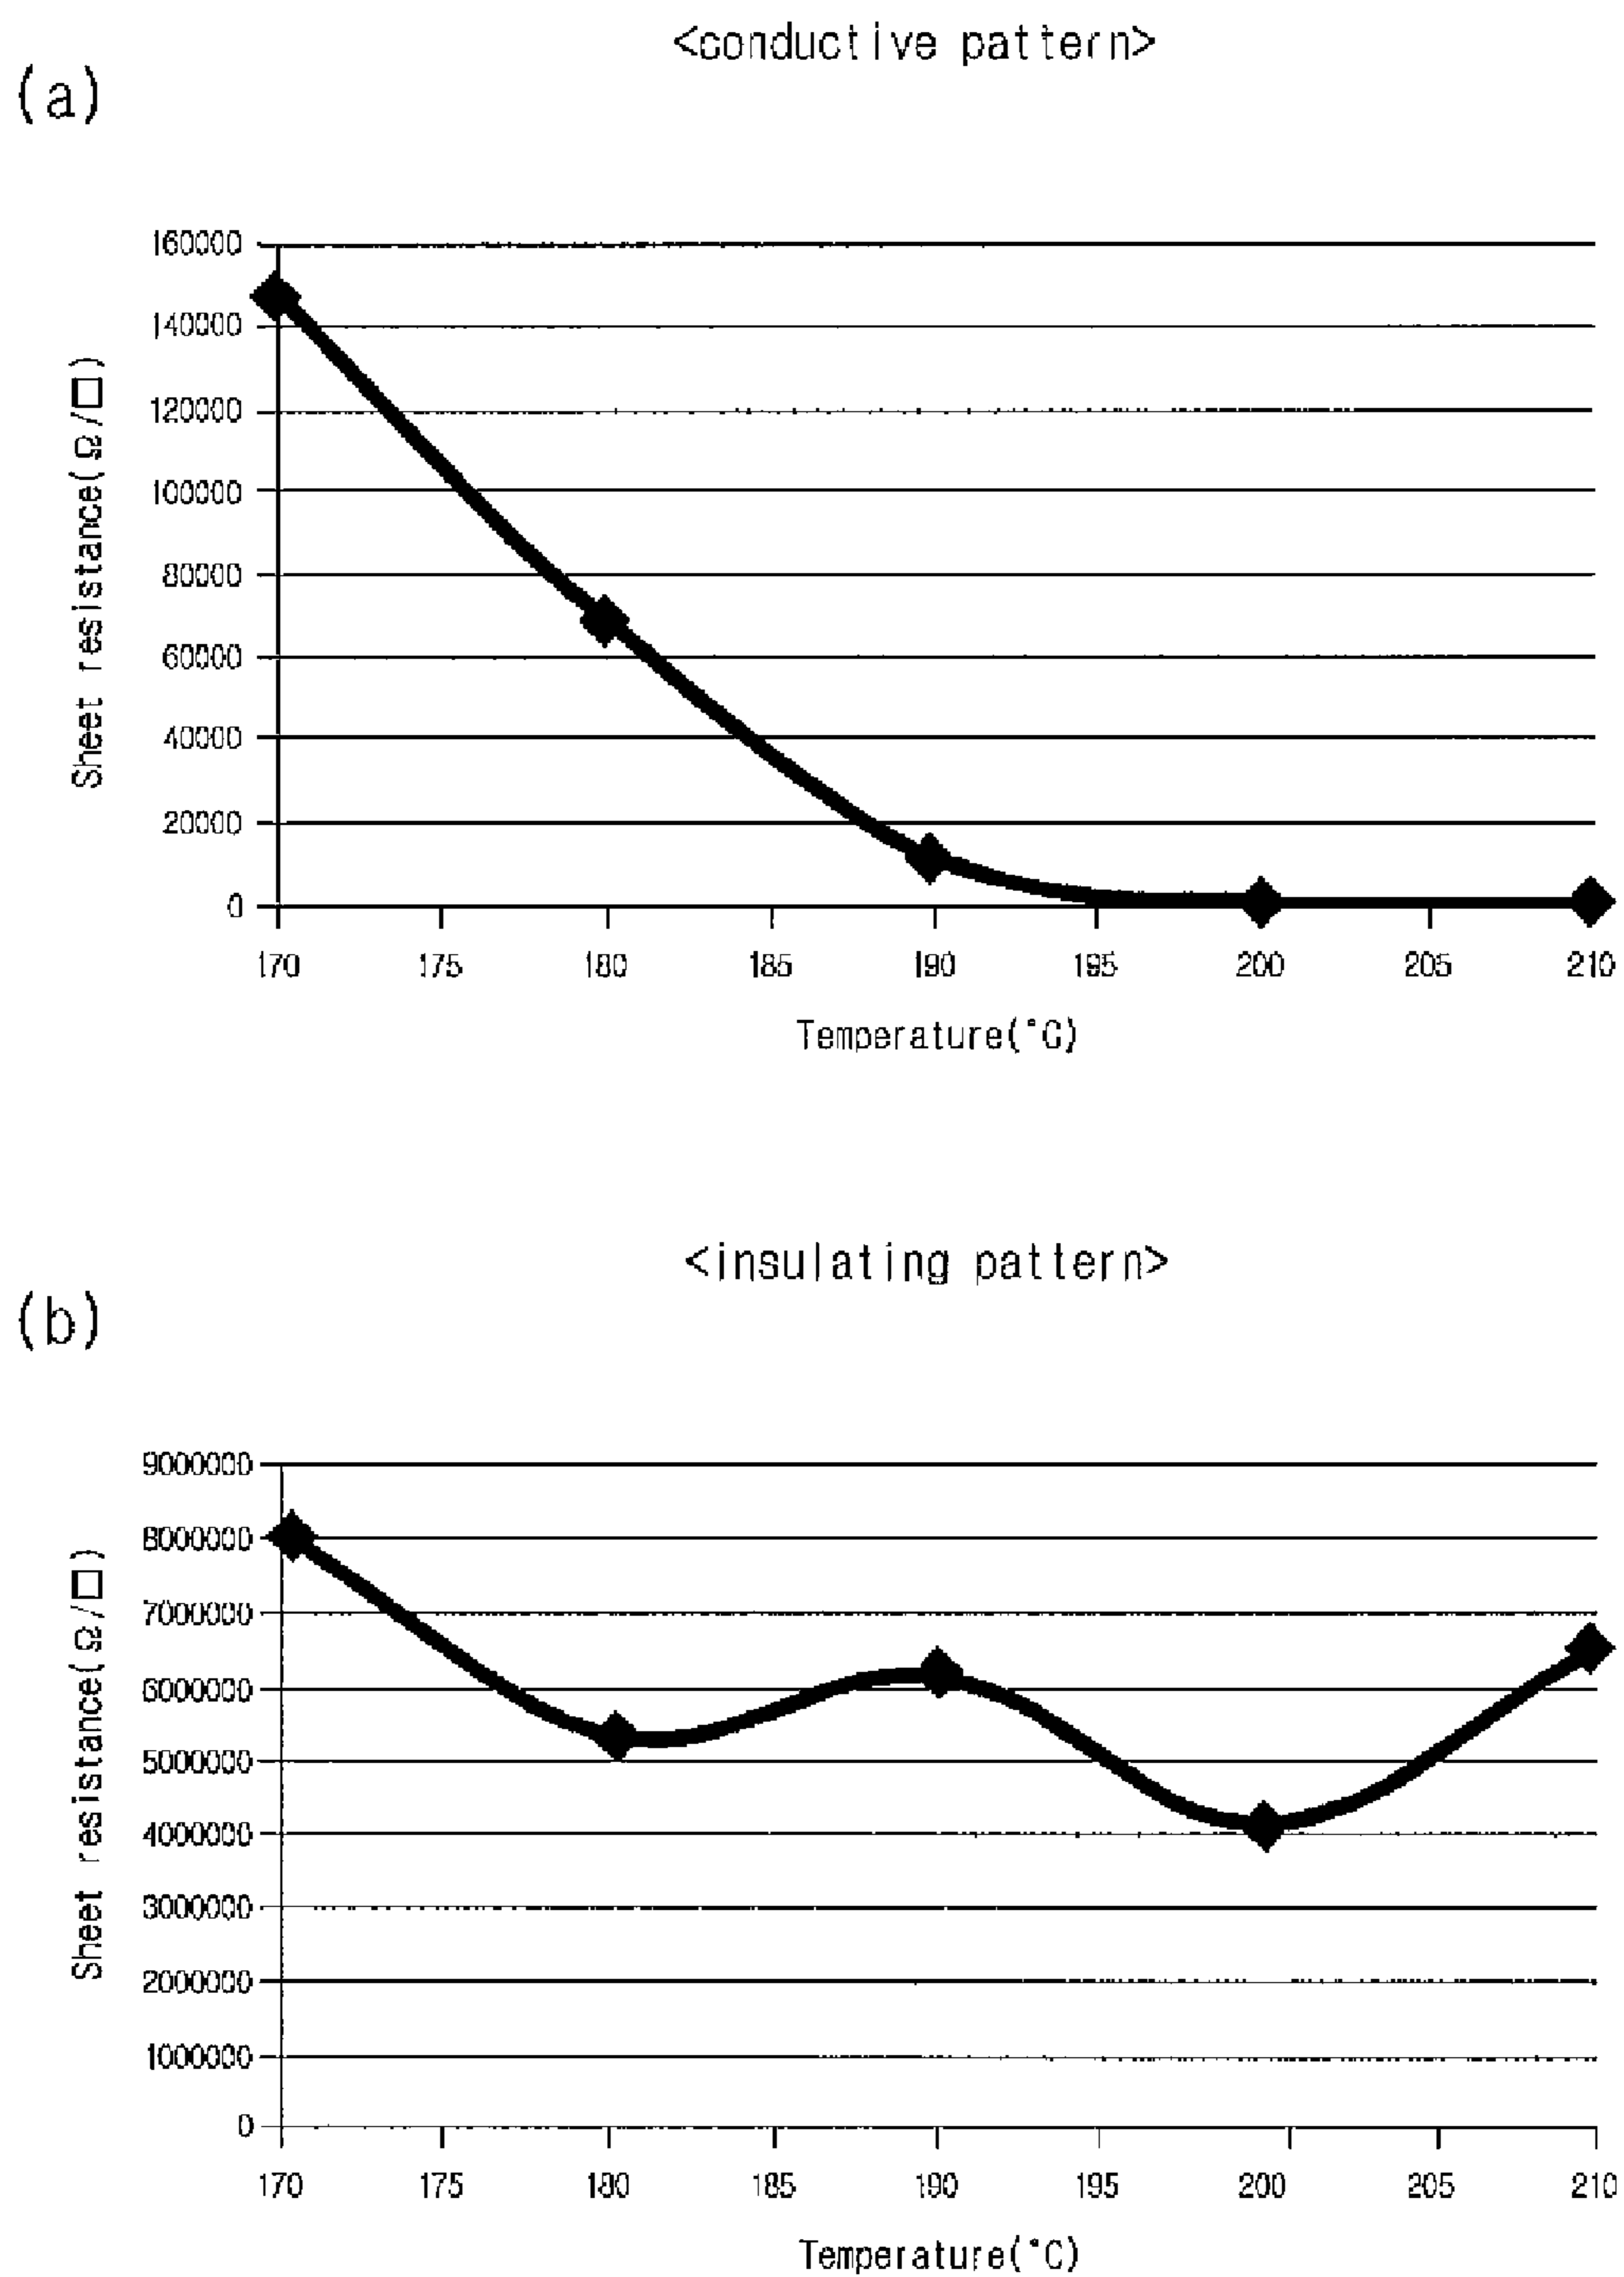 <conductive pattern>
(a)
160000
140000
120000
100000
80000
60000
40000
20000
0
Sheet resistance(Ω/□)
170 175 180 185 190 195 200 205 210
Temperature(°C)
<insulating pattern>
(b)
9000000
8000000
7000000
6000000
5000000
4000000
3000000
2000000
1000000
0
Sheet resistance(Ω/□)
170 175 180 185 190 195 200 205 210
Temperature(°C)